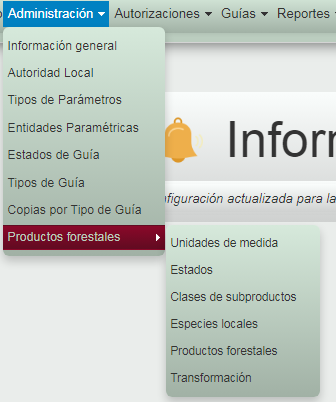 Administración Autorizaciones Guías Reportes
Información general
Autoridad Local
Tipos de Parámetros
Entidades Paramétricas
Estados de Guía
Tipos de Guía
Copias por Tipo de Guía
Productos forestales
Unidades de medida
Estados
Clases de subproductos
Especies locales
Productos forestales
Transformación
Inform
figuración actualizada para la